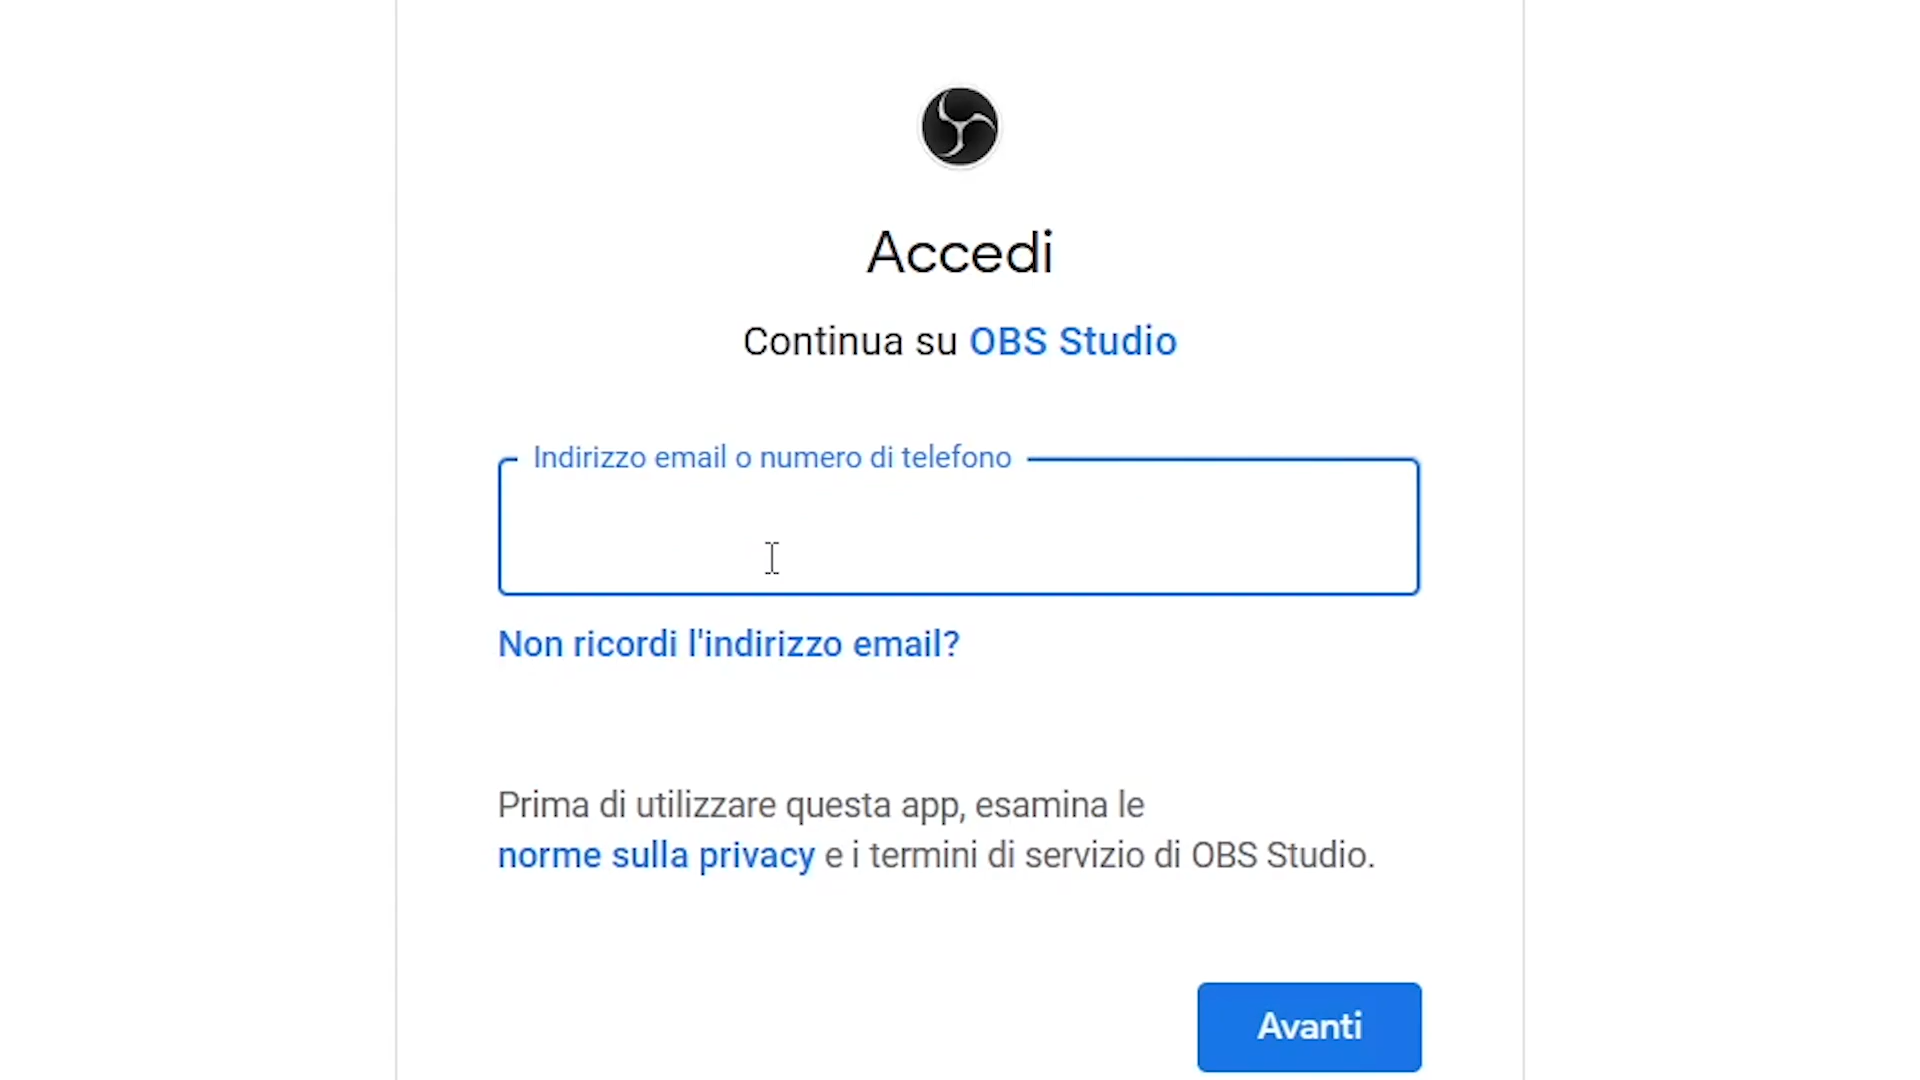 Accedi
Continua su OBS Studio
Indirizzo email o numero di telefono
Non ricordi l'indirizzo email?
Prima di utilizzare questa app, esamina le
norme sulla privacy e i termini di servizio di OBS Studio.
Avanti